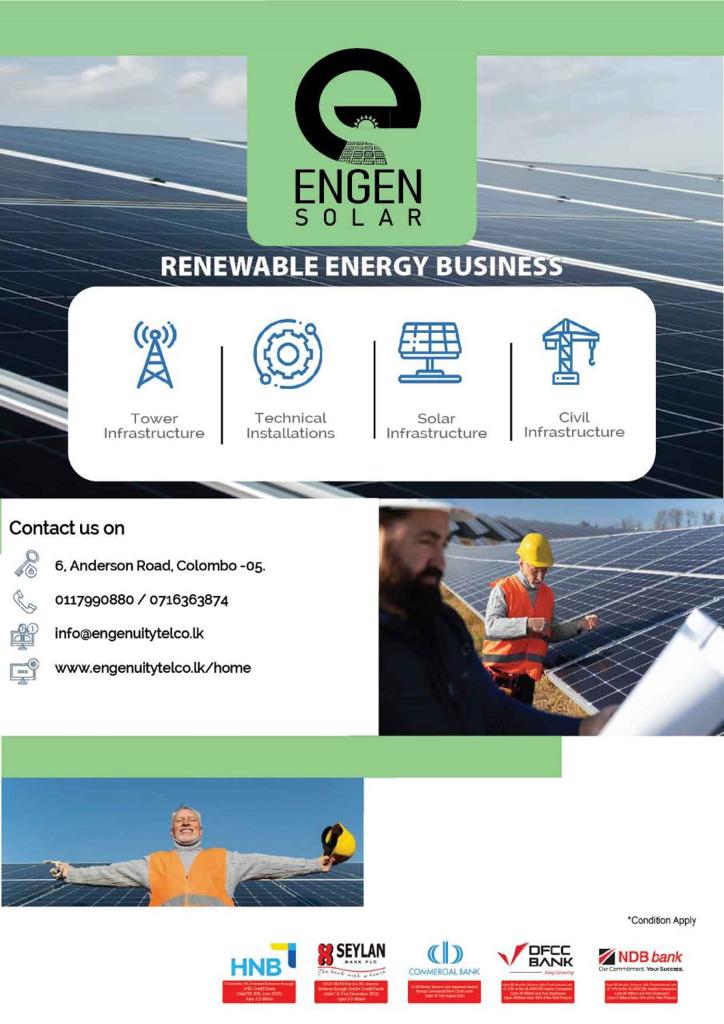 ENGEN
SOLAR
RENEWABLE ENERGY BUSINESS
Tower
Infrastructure
Technical
Installations
Solar
Infrastructure
Civil
Infrastructure
Contact us on
6, Anderson Road, Colombo -05.
0117990880 / 0716363874
info@engenuitytelco.lk
www.engenuitytelco.lk/home
*Condition Apply
HNB
SEYLAN
BANK PLC
The bank with a heart
COMMERCIAL BANK
DFCC
BANK
Keep Growing
NDB bank
Our Commitment. Your Success.